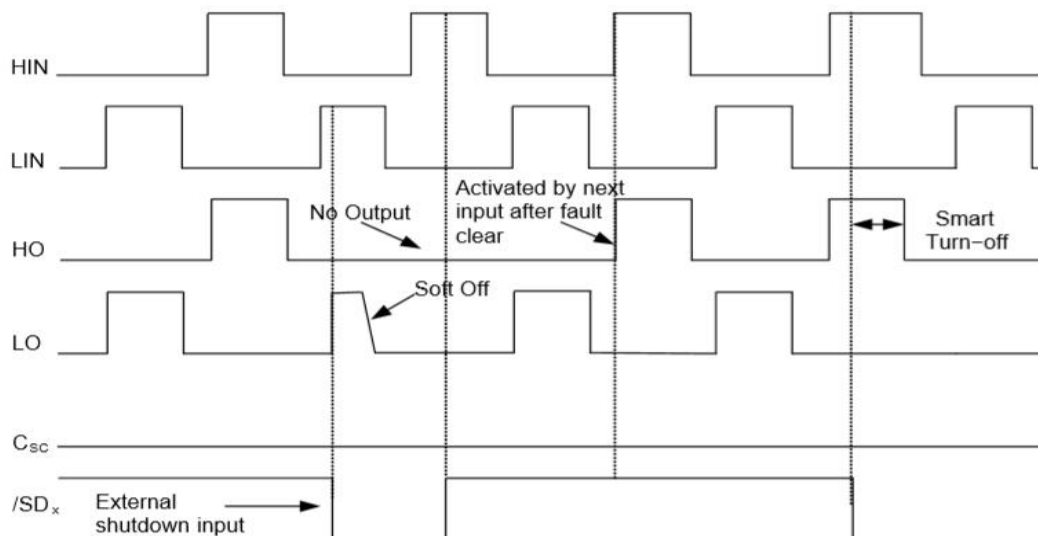 HIN
LIN
HO
No Output
Activated by next
input after fault
clear
Smart
Turn-off
Soft Off
LO
CSC
/SDx
External
shutdown input